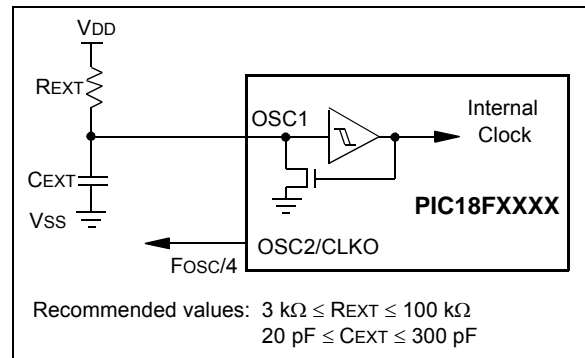 VDD
REXT
OSC1
Internal
Clock
CEXT
PIC18FXXXX
VSS
OSC2/CLKO
FOSC/4
Recommended values: 3 kΩ ≤ REXT ≤ 100 kΩ
20 pF ≤ CEXT ≤ 300 pF